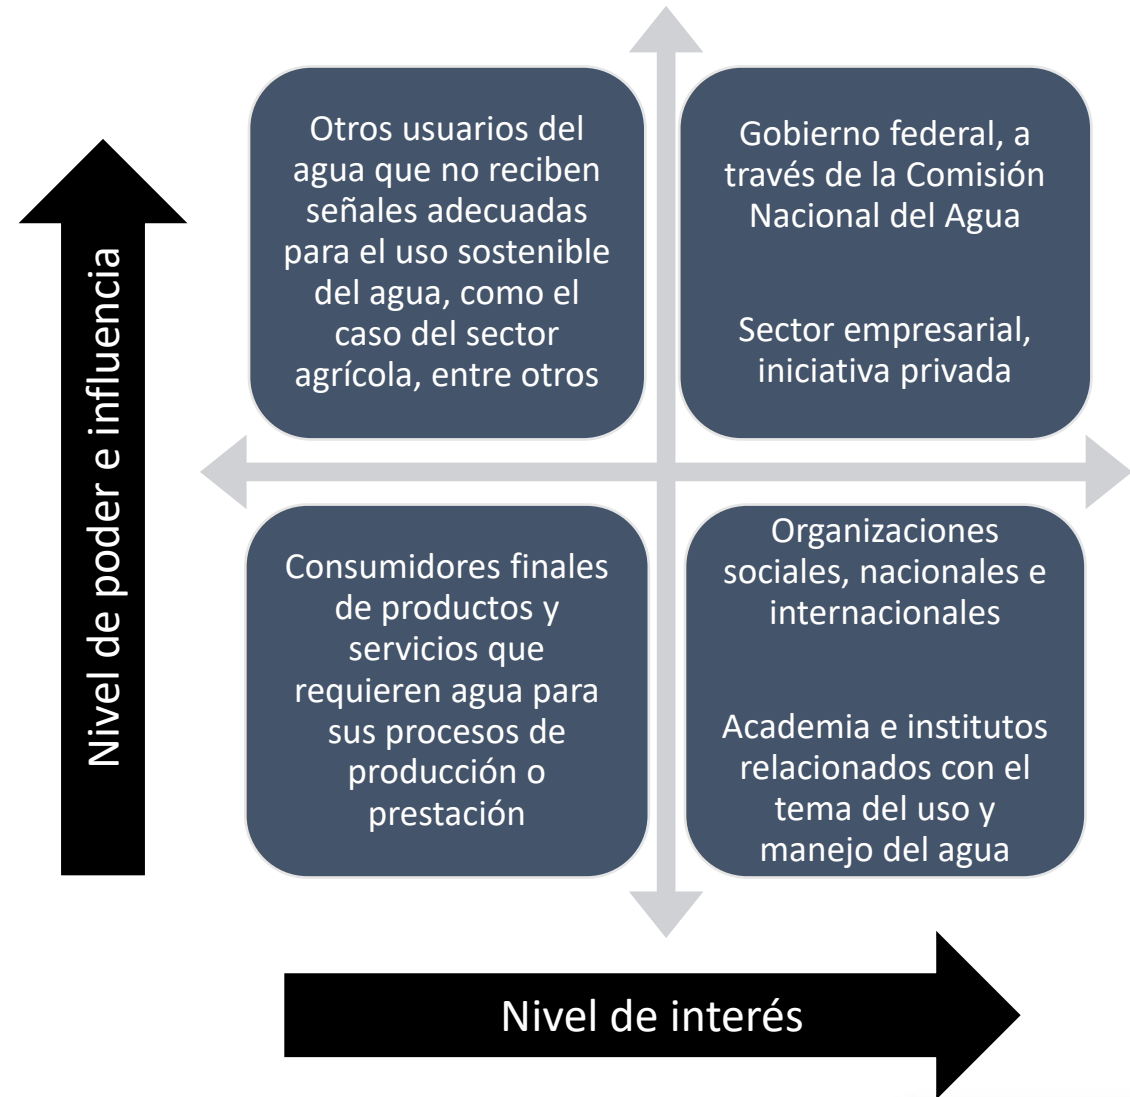 Nivel de poder e influencia
Otros usuarios del
agua que no reciben
señales adecuadas
para el uso sostenible
del agua, como el
caso del sector
agrícola, entre otros
Gobierno federal, a
través de la Comisión
Nacional del Agua
Sector empresarial,
iniciativa privada
Consumidores finales
de productos y
servicios que
requieren agua para
sus procesos de
producción o
prestación
Organizaciones
sociales, nacionales e
internacionales
Academia e institutos
relacionados con el
tema del uso y
manejo del agua
Nivel de interés